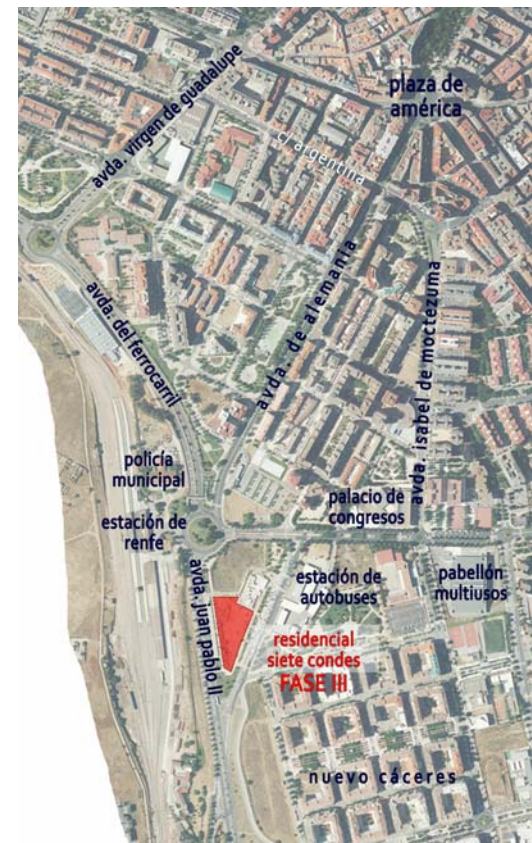 plaza de
américa
avda. virgen de guadalupe
c/ argentina
avda. de alemania
avda. isabel de moctezuma
avda. del ferrocarril
policía
municipal
palacio de
congresos
estación de
renfe
avda. juan pablo II
estación de
autobuses
pabellón
multiusos
residencial
siete condes
FASE III
nuevo cáceres